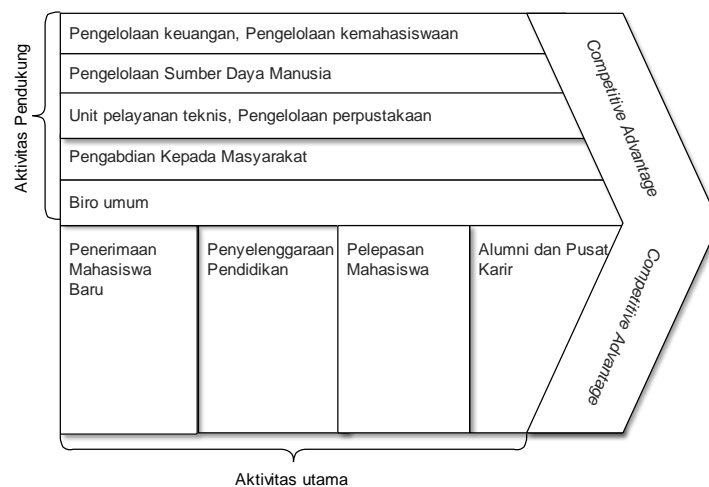 Aktivitas Pendukung
Pengelolaan keuangan, Pengelolaan kemahasiswaan
Pengelolaan Sumber Daya Manusia
Unit pelayanan teknis, Pengelolaan perpustakaan
Pengabdian Kepada Masyarakat
Biro umum
Competitive Advantage
Penerimaan
Mahasiswa
Baru
Penyelenggaraan
Pendidikan
Pelepasan
Mahasiswa
Alumni dan Pusat
Karir
Competitive Advantage
Aktivitas utama